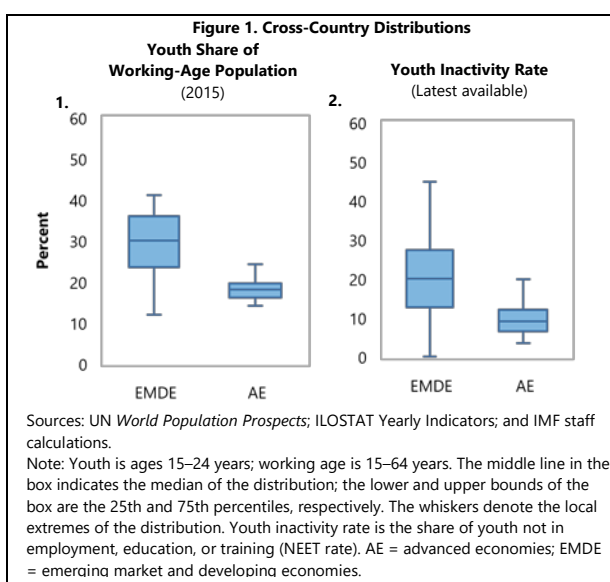 Figure 1. Cross-Country Distributions
Youth Share of
Working-Age Population
(2015)
1.
60
50
40
30
20
10
0
Percent
EMDE
AE
Youth Inactivity Rate
(Latest available)
2.
60
50
40
30
20
10
0
EMDE
AE
Sources: UN World Population Prospects; ILOSTAT Yearly Indicators; and IMF staff
calculations.
Note: Youth is ages 15–24 years; working age is 15–64 years. The middle line in the
box indicates the median of the distribution; the lower and upper bounds of the
box are the 25th and 75th percentiles, respectively. The whiskers denote the local
extremes of the distribution. Youth inactivity rate is the share of youth not in
employment, education, or training (NEET rate). AE = advanced economies; EMDE
= emerging market and developing economies.